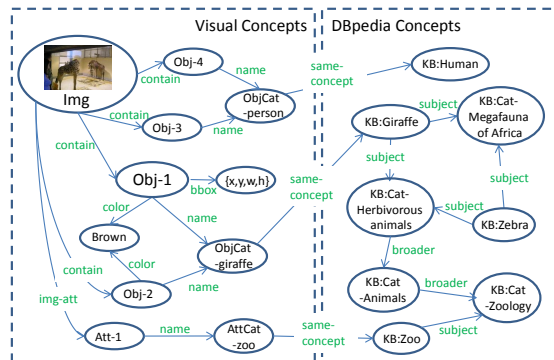 Visual Concepts
DBpedia Concepts
Img
contain
Obj-4
name
same-
concept
KB:Human
ObjCat
-person
contain
Obj-3
name
KB:Giraffe
subject
KB:Cat-
Megafauna
of Africa
contain
subject
Obj-1
bbox
{x,y,w,h}
same-
concept
KB:Cat-
Herbivorous
animals
subject
subject
KB:Zebra
color
name
Brown
ObjCat
-giraffe
broader
contain
color
name
Obj-2
KB:Cat
-Animals
broader
KB:Cat
-Zoology
img-att
Att-1
name
AttCat
-zoo
same-
concept
KB:Zoo
subject